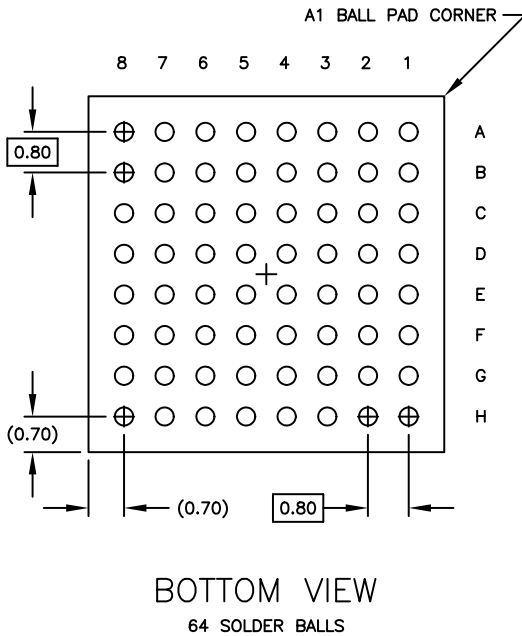 A1 BALL PAD CORNER
8 7 6 5 4 3 2 1
A
0.80
B
C
D
E
F
G
H
(0.70)
(0.70)
0.80
BOTTOM VIEW
64 SOLDER BALLS